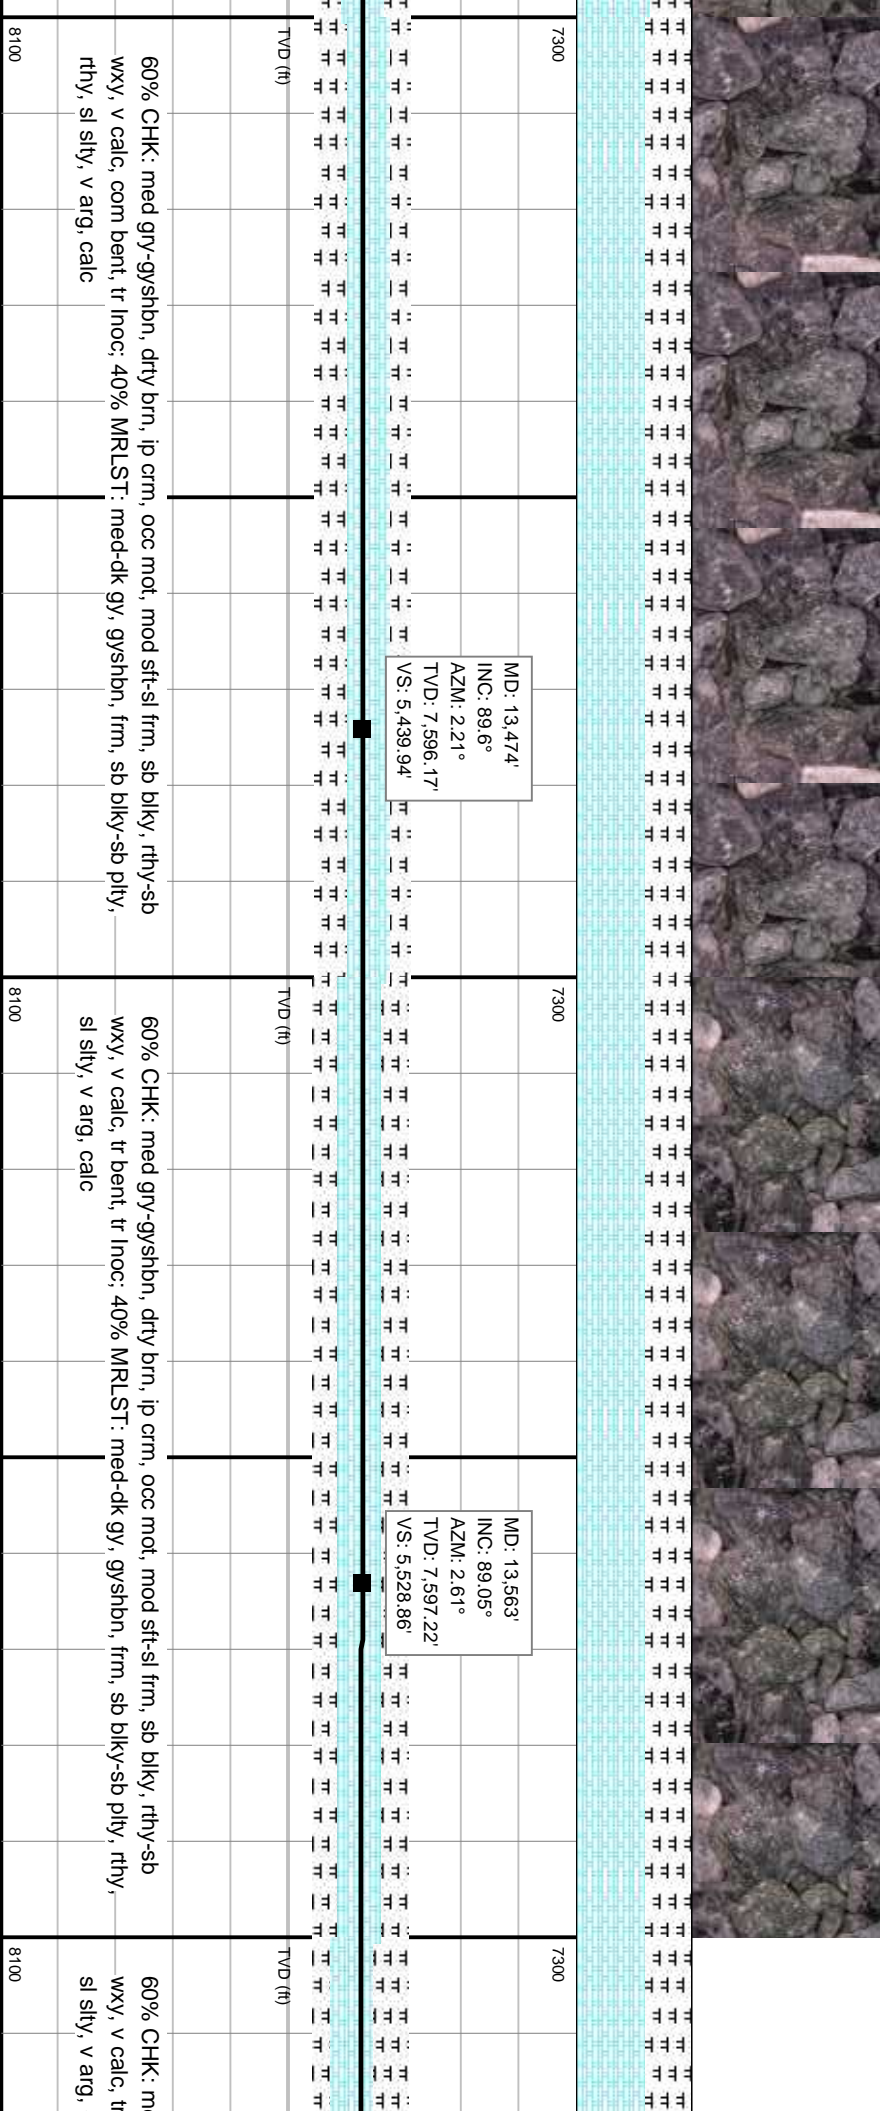 7300
TVD (ft)
8100
60% CHK: med gry-gyshbn, drty brn, ip crm, occ mot, mod sft-sl frm, sb blky, rthy-sb
wxy, v calc, com bent, tr Inoc; 40% MRLST: med-dk gy, gyshbn, frm, sb blky-sb plty,
rthy, sl slty, v arg, calc
MD: 13,474'
INC: 89.6°
AZM: 2.21°
TVD: 7,596.17'
VS: 5,439.94'
7300
TVD (ft)
8100
60% CHK: med gry-gyshbn, drty brn, ip crm, occ mot, mod sft-sl frm, sb blky, rthy-sb
wxy, v calc, tr bent, tr Inoc; 40% MRLST: med-dk gy, gyshbn, frm, sb blky-sb plty, rthy,
sl slty, v arg, calc
MD: 13,563'
INC: 89.05°
AZM: 2.61°
TVD: 7,597.22'
VS: 5,528.86'
7300
TVD (ft)
8100
60% CHK: me
wxy, v calc, tr
sl slty, v arg,